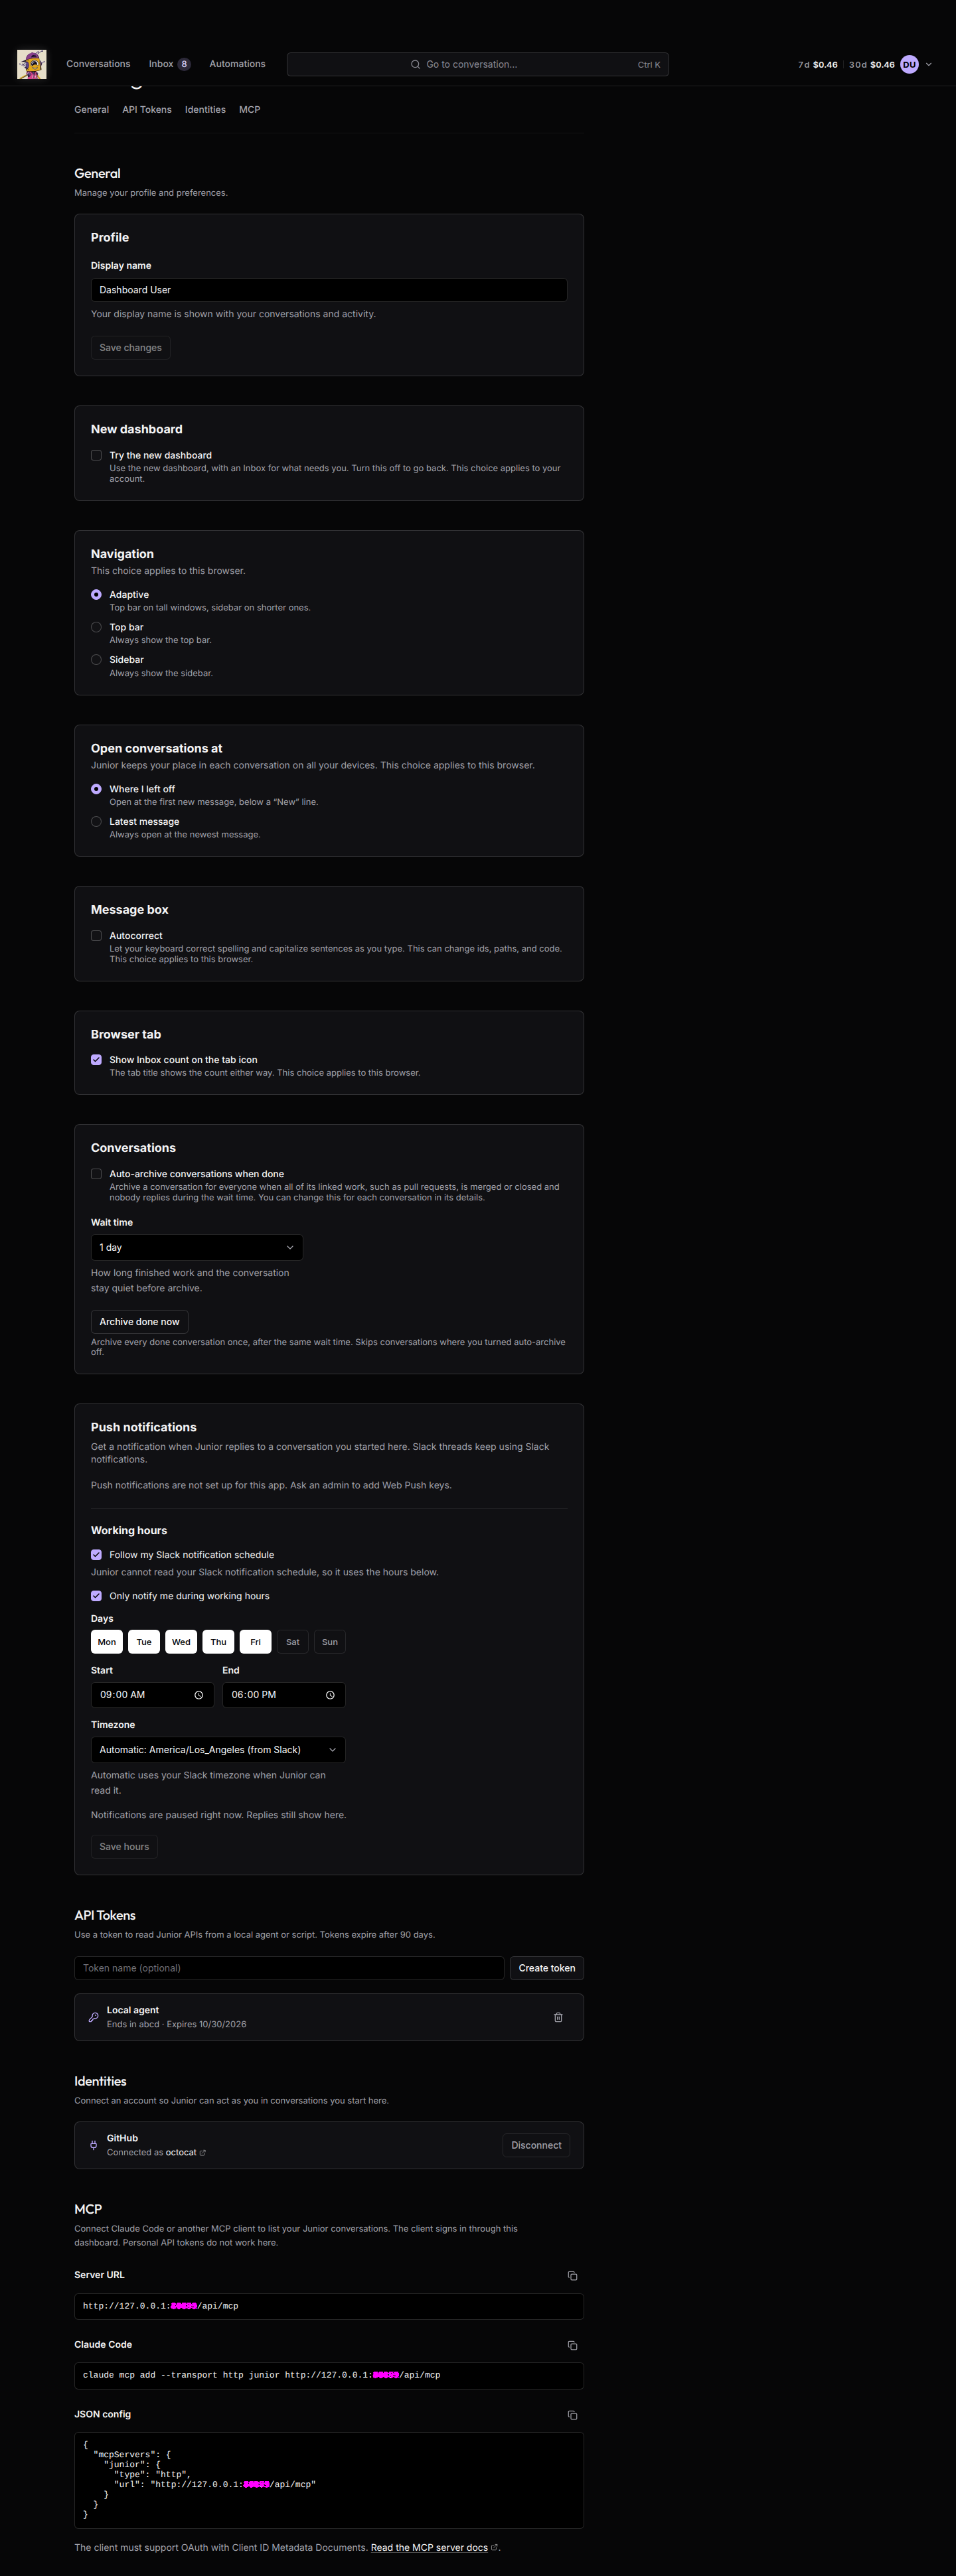 Conversations Inbox 8 Automations Go to conversation... Ctrl K 7d $0.46 30d $0.46 DU
General API Tokens Identities MCP
General
Manage your profile and preferences.
Profile
Display name
Dashboard User
Your display name is shown with your conversations and activity.
Save changes
New dashboard
Try the new dashboard
Use the new dashboard, with an Inbox for what needs you. Turn this off to go back. This choice applies to your
account.
Navigation
This choice applies to this browser.
Adaptive
Top bar on tall windows, sidebar on shorter ones.
Top bar
Always show the top bar.
Sidebar
Always show the sidebar.
Open conversations at
Junior keeps your place in each conversation on all your devices. This choice applies to this browser.
Where I left off
Open at the first new message, below a “New” line.
Latest message
Always open at the newest message.
Message box
Autocorrect
Let your keyboard correct spelling and capitalize sentences as you type. This can change ids, paths, and code.
This choice applies to this browser.
Browser tab
Show Inbox count on the tab icon
The tab title shows the count either way. This choice applies to this browser.
Conversations
Auto-archive conversations when done
Archive a conversation for everyone when all of its linked work, such as pull requests, is merged or closed and
nobody replies during the wait time. You can change this for each conversation in its details.
Wait time
1 day
How long finished work and the conversation
stay quiet before archive.
Archive done now
Archive every done conversation once, after the same wait time. Skips conversations where you turned auto-archive
off.
Push notifications
Get a notification when Junior replies to a conversation you started here. Slack threads keep using Slack
notifications.
Push notifications are not set up for this app. Ask an admin to add Web Push keys.
Working hours
Follow my Slack notification schedule
Junior cannot read your Slack notification schedule, so it uses the hours below.
Only notify me during working hours
Days
Mon Tue Wed Thu Fri Sat Sun
Start End
09:00 AM 06:00 PM
Timezone
Automatic: America/Los_Angeles (from Slack)
Automatic uses your Slack timezone when Junior can
read it.
Notifications are paused right now. Replies still show here.
Save hours
API Tokens
Use a token to read Junior APIs from a local agent or script. Tokens expire after 90 days.
Token name (optional) Create token
Local agent
Ends in abcd · Expires 10/30/2026
Identities
Connect an account so Junior can act as you in conversations you start here.
GitHub
Connected as octocat
Disconnect
MCP
Connect Claude Code or another MCP client to list your Junior conversations. The client signs in through this
dashboard. Personal API tokens do not work here.
Server URL
http://127.0.0.1: /api/mcp
Claude Code
claude mcp add --transport http junior http://127.0.0.1: /api/mcp
JSON config
{
"mcpServers": {
"junior": {
"type": "http",
"url": "http://127.0.0.1: /api/mcp"
}
}
}
The client must support OAuth with Client ID Metadata Documents. Read the MCP server docs .